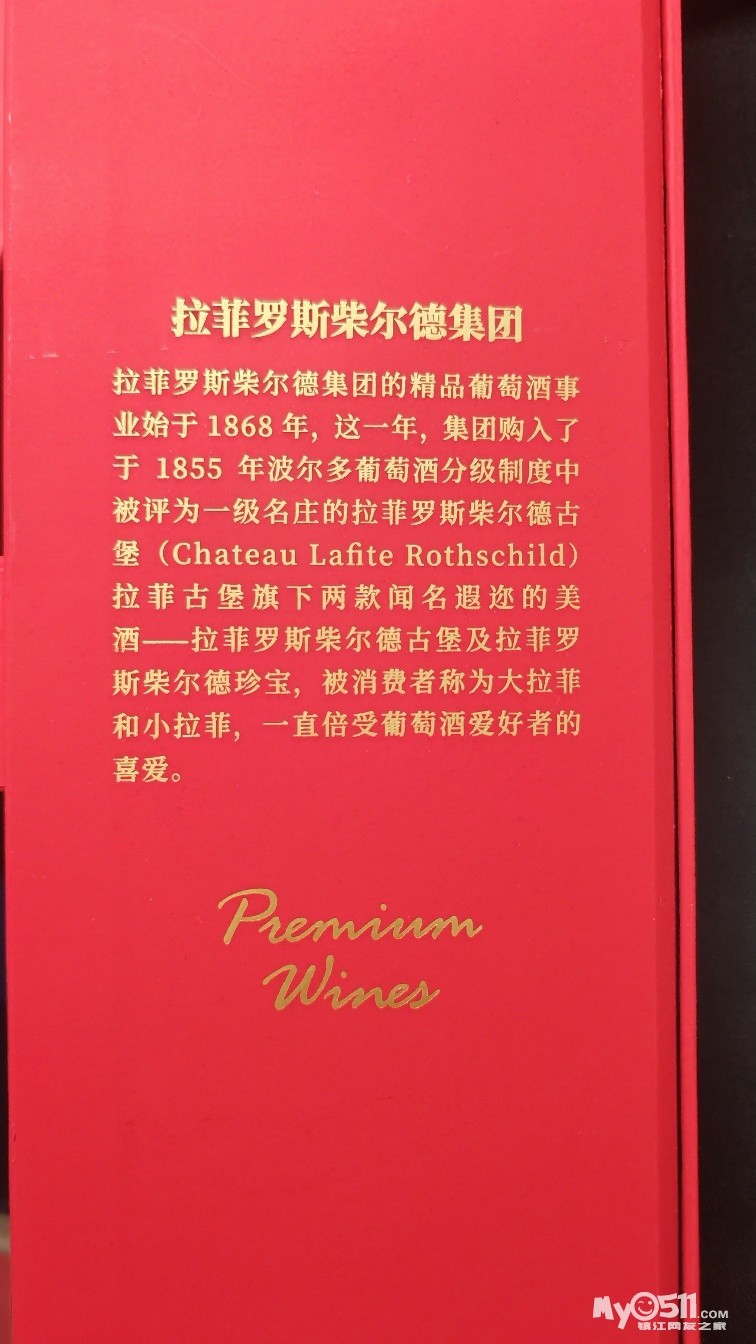 拉菲罗斯柴尔德集团
拉菲罗斯柴尔德集团的精品葡萄酒事
业始于 1868 年, 这一年, 集团购入了
于 1855 年波尔多葡萄酒分级制度中
被评为一级名庄的拉菲罗斯柴尔德古
堡（Chateau Lafite Rothschild）
拉菲古堡旗下两款闻名遐迩的美
酒——拉菲罗斯柴尔德古堡及拉菲罗
斯柴尔德珍宝, 被消费者称为大拉菲
和小拉菲, 一直倍受葡萄酒爱好者的
喜爱。
Premium
Wines
My0511.COM
镇江网友之家